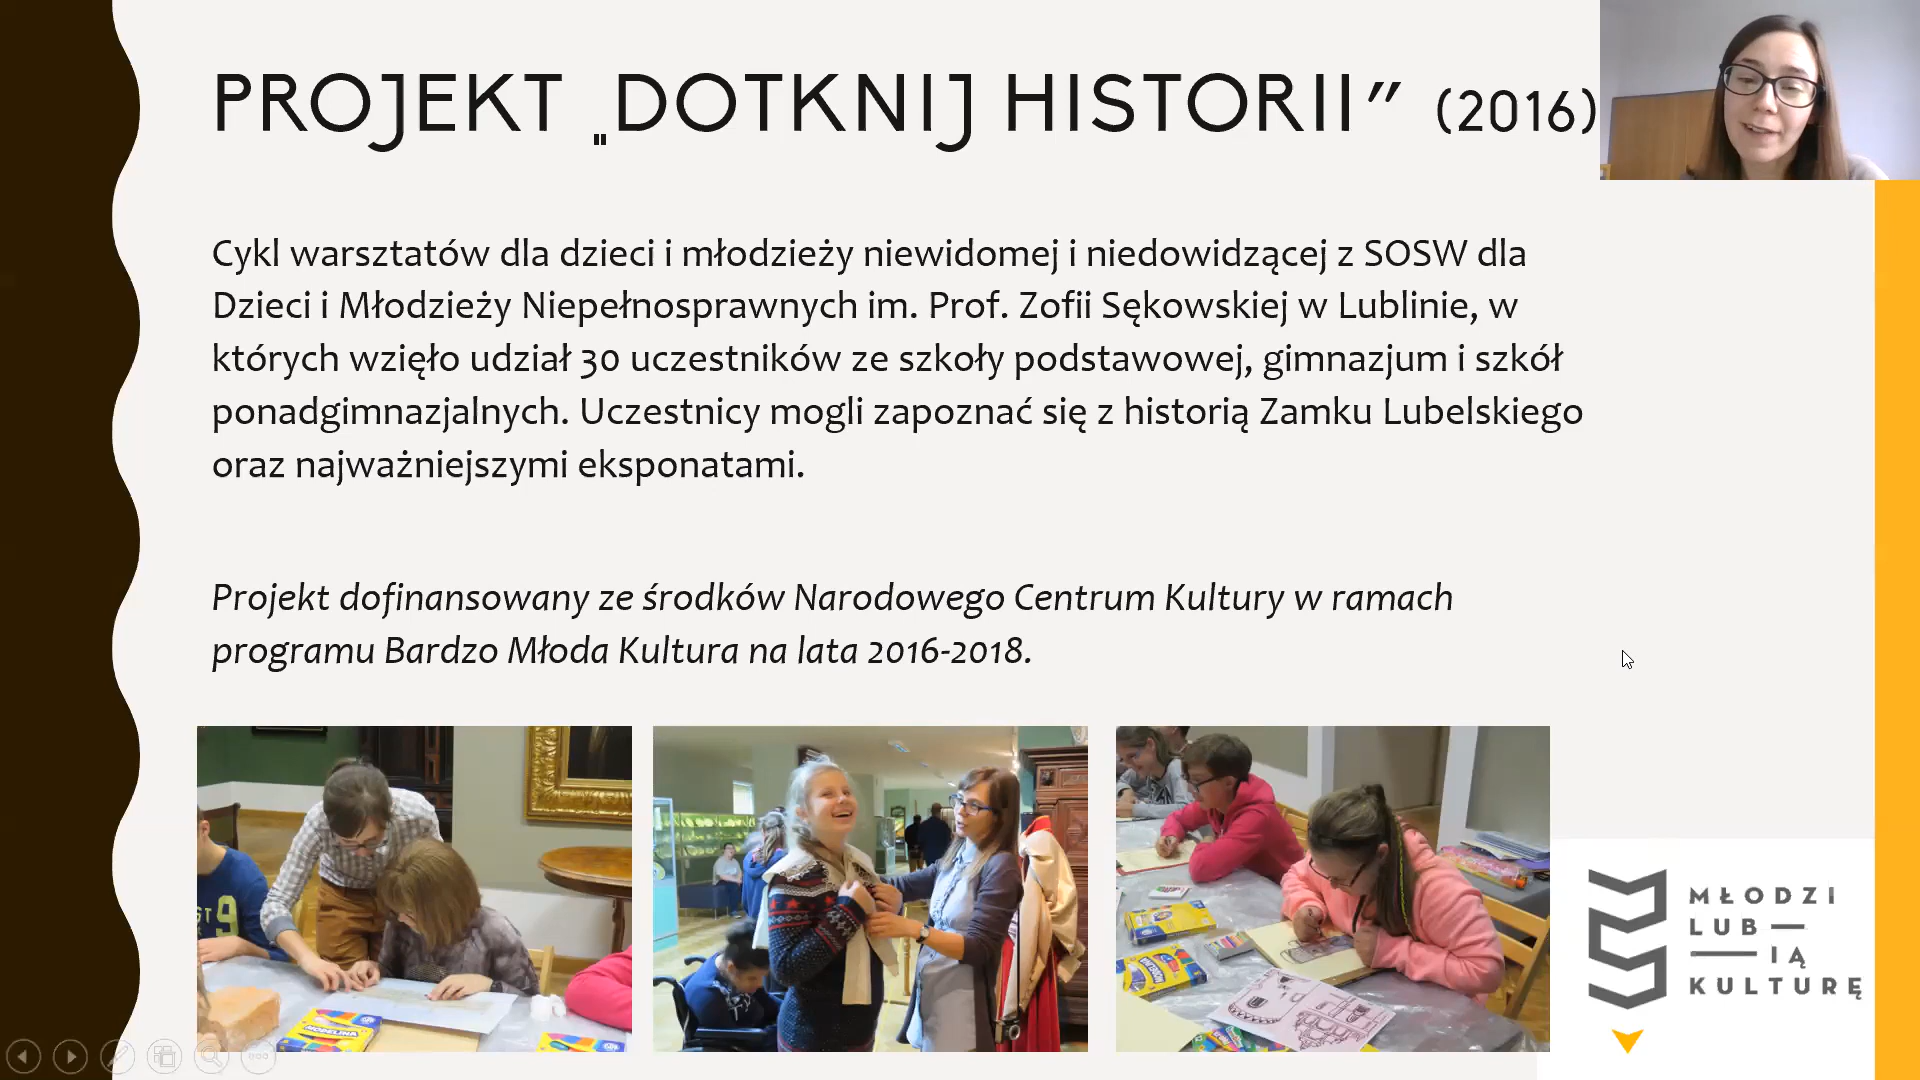 PROJEKT „DOTKNIJ HISTORII” (2016)
Cykl warsztatów dla dzieci i młodzieży niewidomej i niedowidzącej z SOSW dla
Dzieci i Młodzieży Niepełnosprawnych im. Prof. Zofii Sękowskiej w Lublinie, w
których wzięło udział 30 uczestników ze szkoły podstawowej, gimnazjum i szkół
ponadgimnazjalnych. Uczestnicy mogli zapoznać się z historią Zamku Lubelskiego
oraz najważniejszymi eksponatami.
Projekt dofinansowany ze środków Narodowego Centrum Kultury w ramach
programu Bardzo Młoda Kultura na lata 2016-2018.
MŁODZI
LUB —
— IĄ
KULTURĘ
ST 9
MODELINA